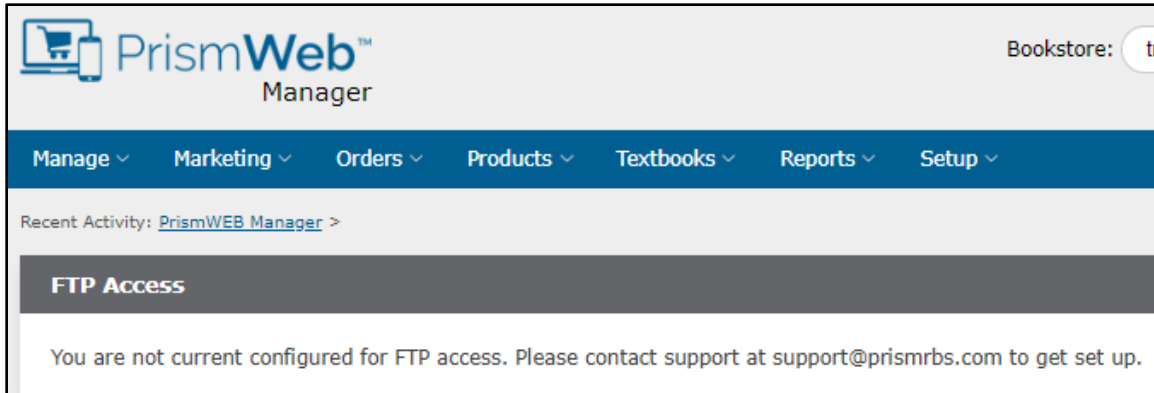 PrismWeb™
Manager
Bookstore:
Manage Marketing Orders Products Textbooks Reports Setup
Recent Activity: PrismWEB Manager >
FTP Access
You are not current configured for FTP access. Please contact support at support@prismrbs.com to get set up.